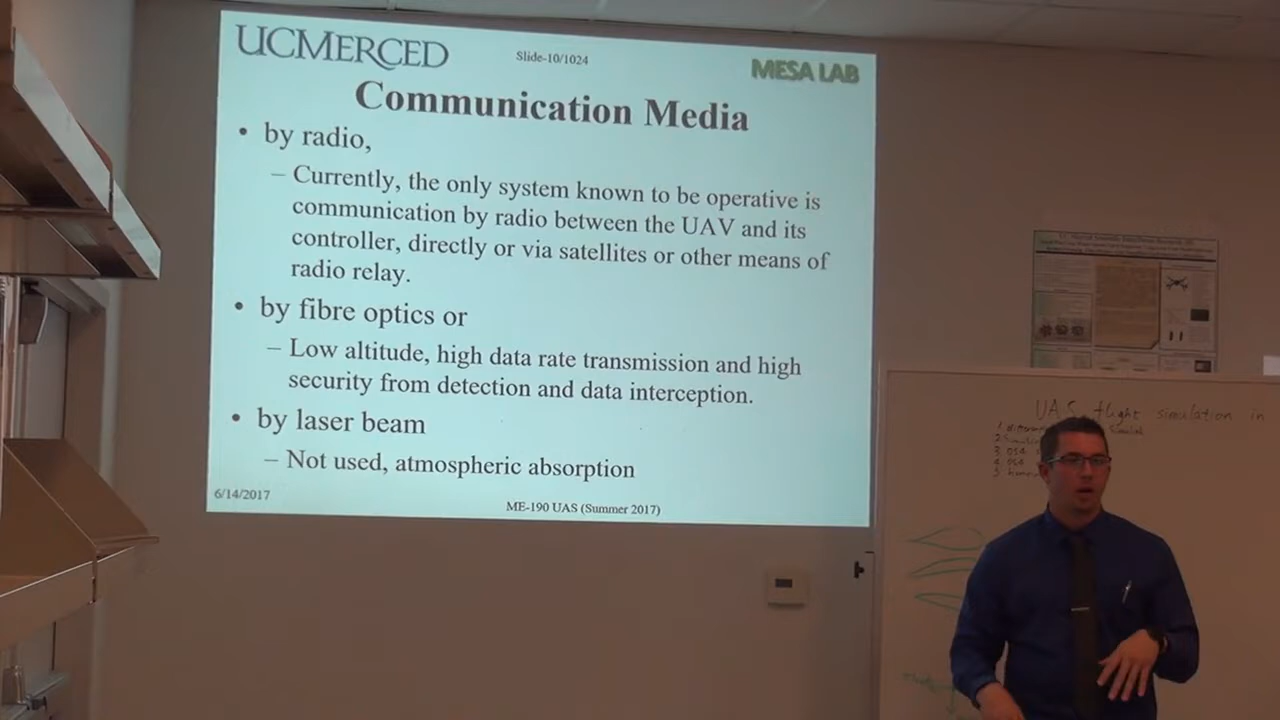 UCMERCED
Slide-10/1024
MESA LAB
Communication Media
• by radio,
– Currently, the only system known to be operative is
communication by radio between the UAV and its
controller, directly or via satellites or other means of
radio relay.
• by fibre optics or
– Low altitude, high data rate transmission and high
security from detection and data interception.
• by laser beam
– Not used, atmospheric absorption
6/14/2017
ME-190 UAS (Summer 2017)
UAS flight simulation in